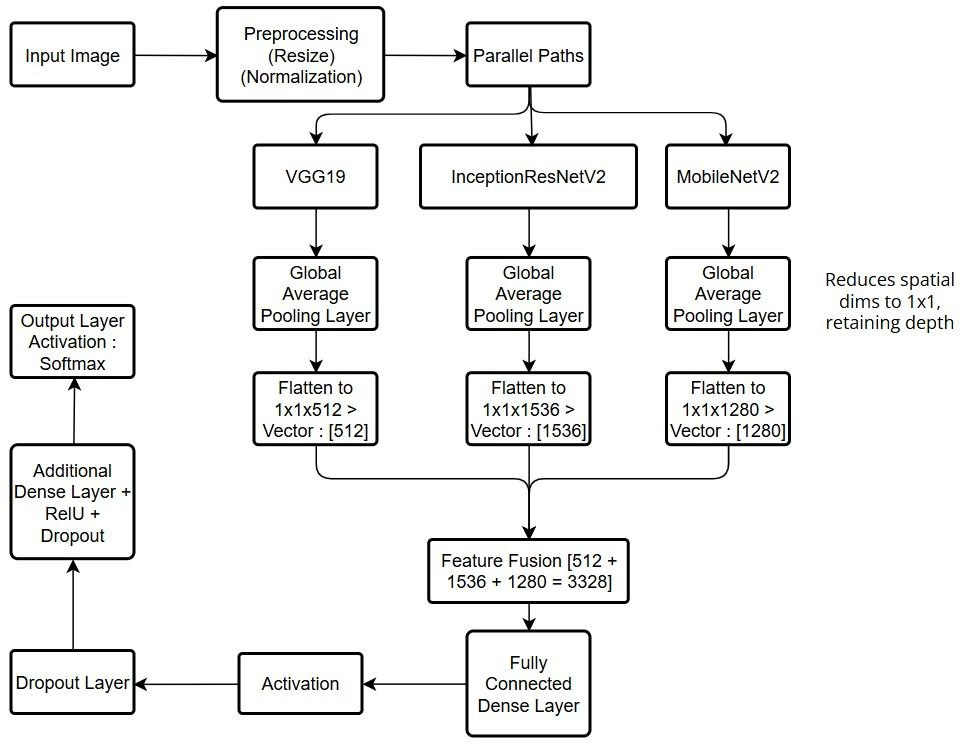 Input Image
Preprocessing
(Resize)
(Normalization)
Parallel Paths
VGG19
InceptionResNetV2
MobileNetV2
Global
Average
Pooling Layer
Global
Average
Pooling Layer
Global
Average
Pooling Layer
Reduces spatial
dims to 1x1,
retaining depth
Flatten to
1x1x512 >
Vector : [512]
Flatten to
1x1x1536 >
Vector : [1536]
Flatten to
1x1x1280 >
Vector : [1280]
Feature Fusion [512 +
1536 + 1280 = 3328]
Fully
Connected
Dense Layer
Activation
Dropout Layer
Additional
Dense Layer +
RelU +
Dropout
Output Layer
Activation :
Softmax